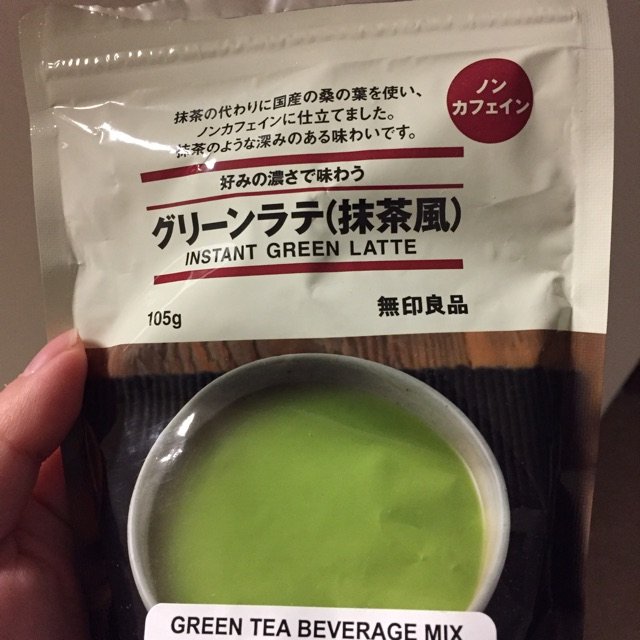 抹茶の代わりに国産の桑の葉を使い、
ノンカフェインに仕立てました。
抹茶のような深みのある味わいです。
ノン
カフェイン
好みの濃さで味わう
グリーンラテ(抹茶風)
INSTANT GREEN LATTE
105g
無印良品
GREEN TEA BEVERAGE MIX